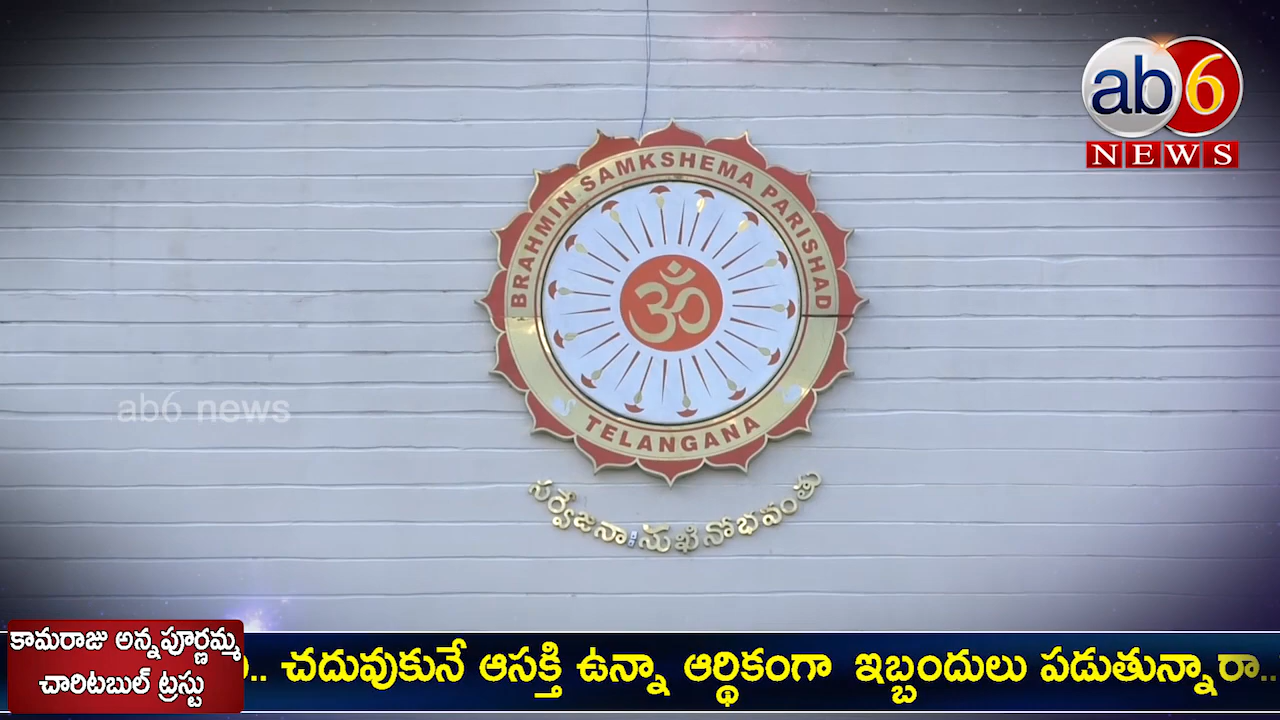 ab6
NEWS
BRAHMIN SAMKSHEMA PARISHAD
ॐ
TELANGANA
ab6 news
సర్వేజనాః సుఖినోభవంతు
కామరాజు అన్నపూర్ణమ్మ
చారిటబుల్ ట్రస్టు
.. చదువుకునే ఆసక్తి ఉన్నా ఆర్థికంగా ఇబ్బందులు పడుతున్నారా..